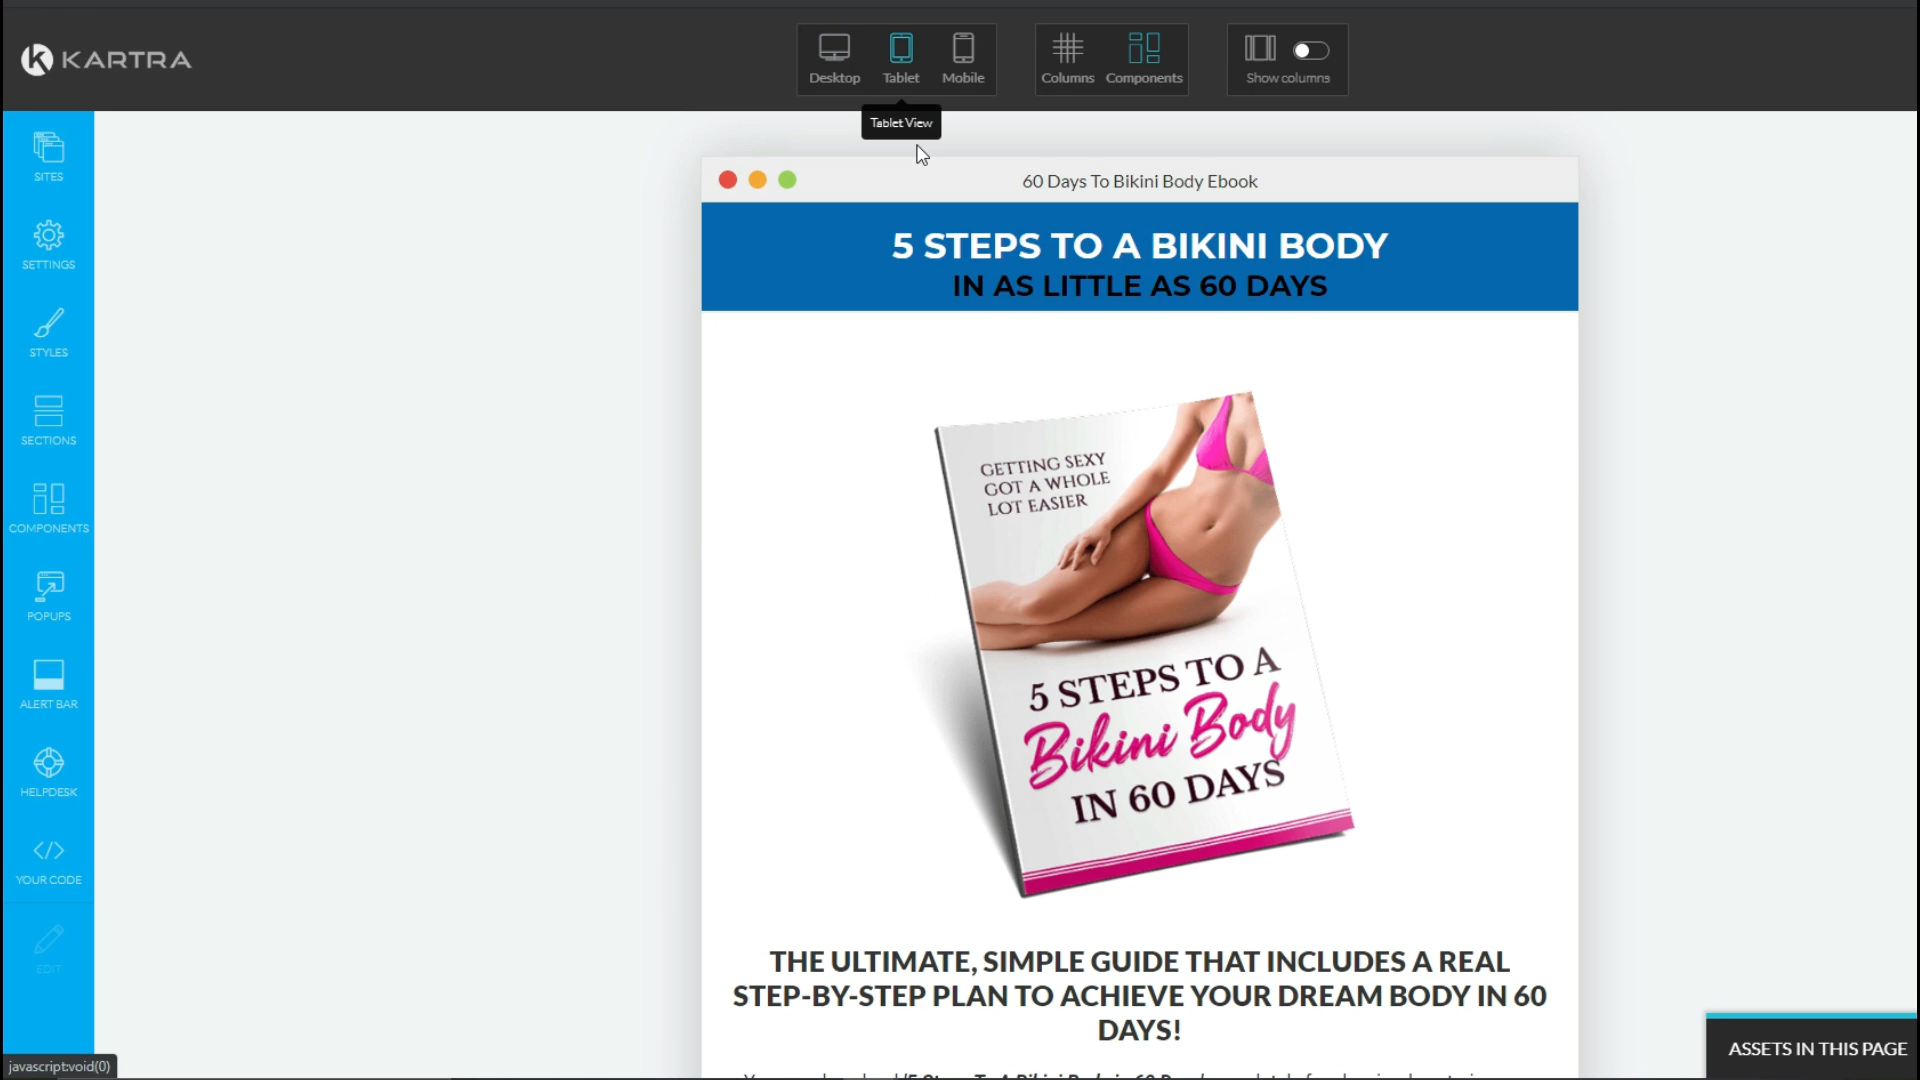 KARTRA
Desktop
Tablet
Mobile
Columns
Components
Show columns
Tablet View
SITES
SETTINGS
STYLES
SECTIONS
COMPONENTS
POPUPS
ALERT BAR
HELPDESK
YOUR CODE
EDIT
javascript:void(0)
60 Days To Bikini Body Ebook
5 STEPS TO A BIKINI BODY
IN AS LITTLE AS 60 DAYS
GETTING SEXY
GOT A WHOLE
LOT EASIER
5 STEPS TO A
Bikini Body
IN 60 DAYS
THE ULTIMATE, SIMPLE GUIDE THAT INCLUDES A REAL
STEP-BY-STEP PLAN TO ACHIEVE YOUR DREAM BODY IN 60
DAYS!
ASSETS IN THIS PAGE